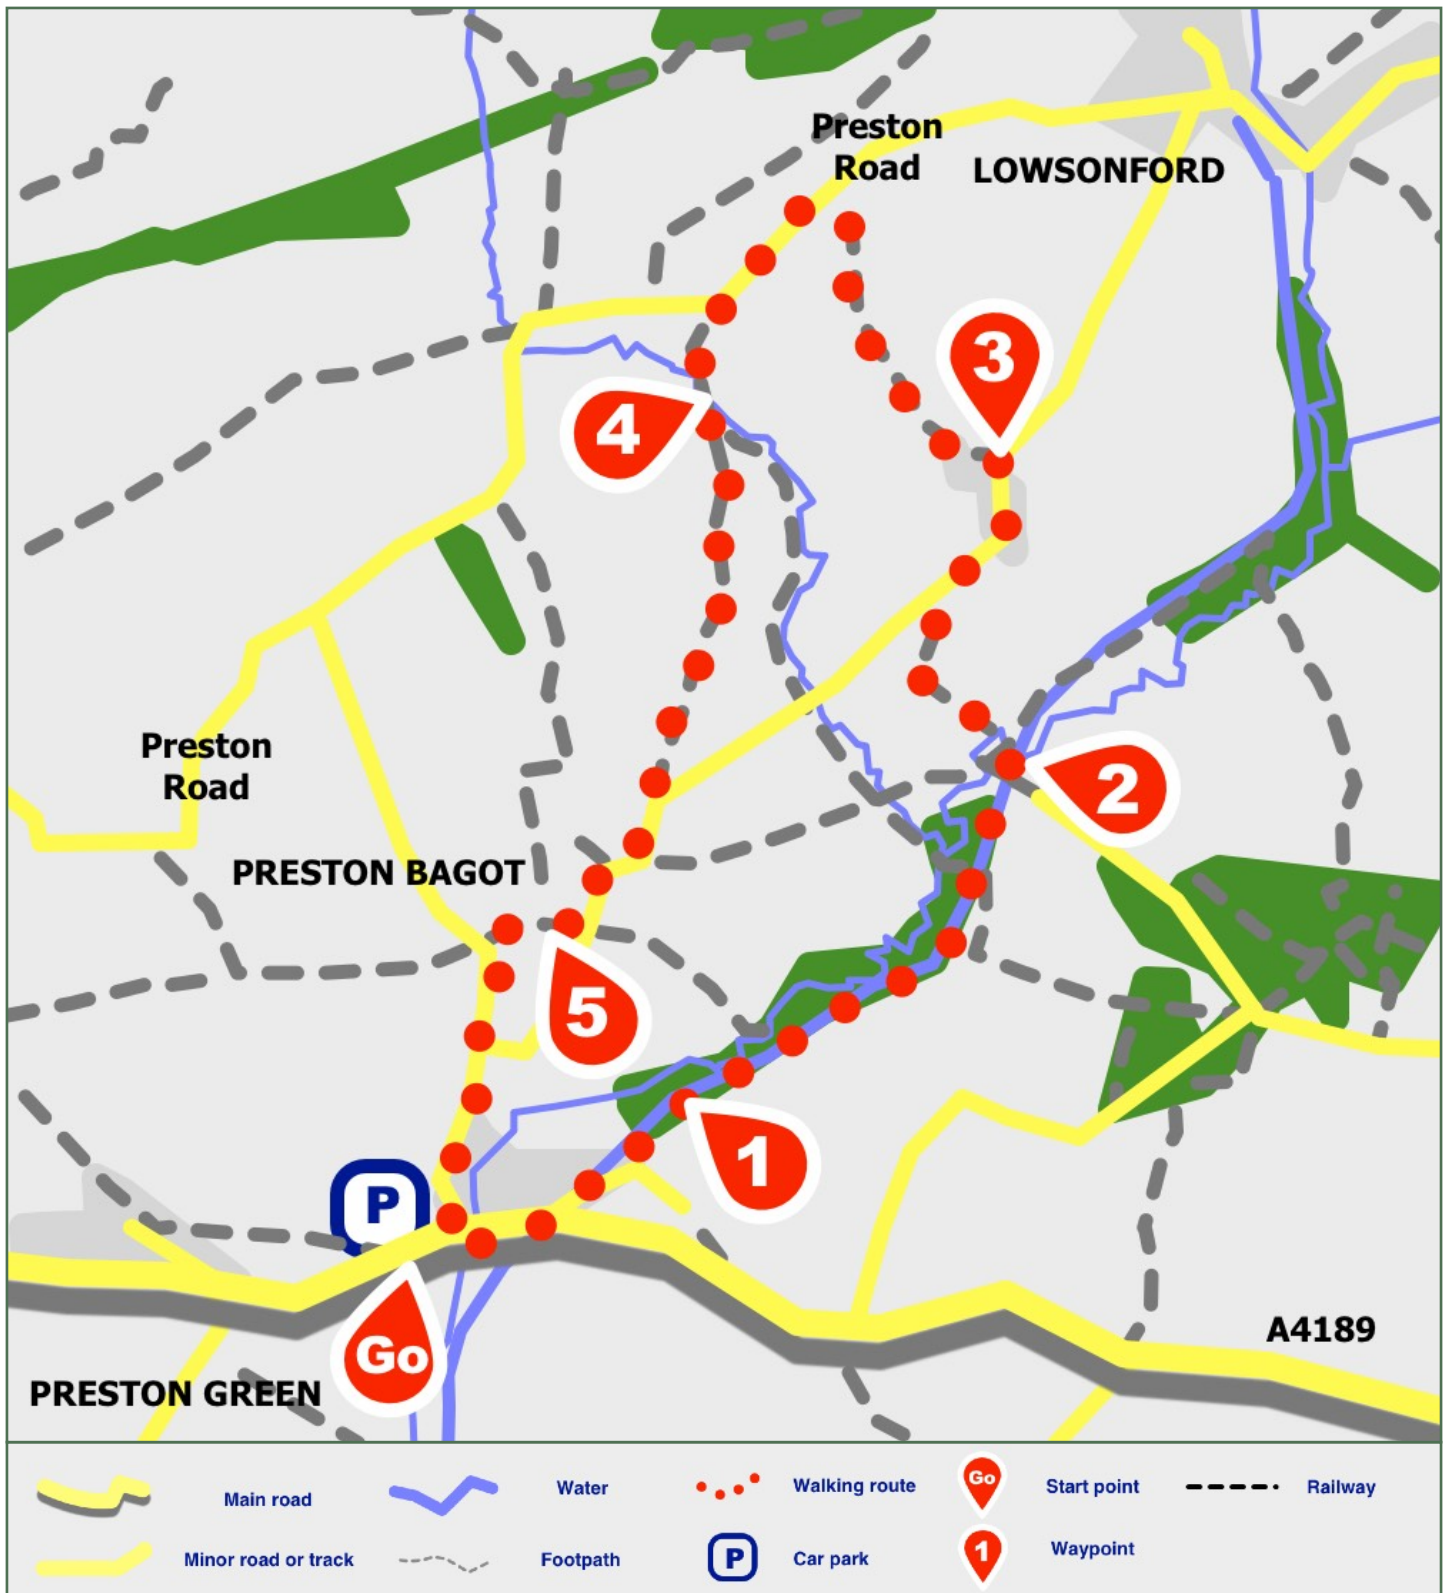 Preston
Road
LOWSONFORD
3
4
Preston
Road
2
PRESTON BAGOT
5
1
P
A4189
Go
PRESTON GREEN
Main road
Water
Walking route
Go
Start point
Railway
Minor road or track
Footpath
P
Car park
1
Waypoint